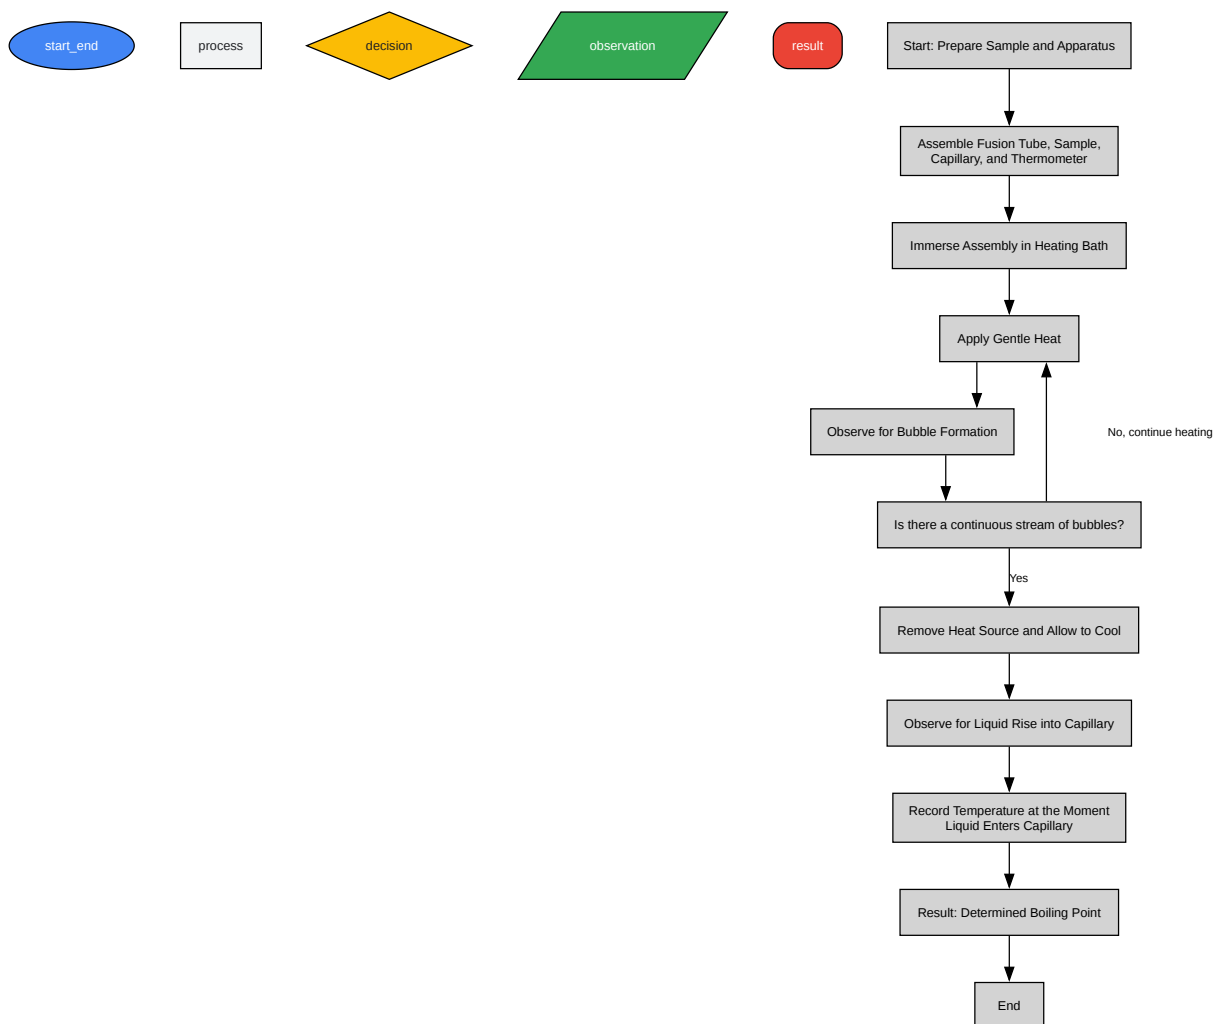 start_end
process
decision
observation
result
Start: Prepare Sample and Apparatus
Assemble Fusion Tube, Sample,
Capillary, and Thermometer
Immerse Assembly in Heating Bath
Apply Gentle Heat
Observe for Bubble Formation
No, continue heating
Is there a continuous stream of bubbles?
Yes
Remove Heat Source and Allow to Cool
Observe for Liquid Rise into Capillary
Record Temperature at the Moment
Liquid Enters Capillary
Result: Determined Boiling Point
End